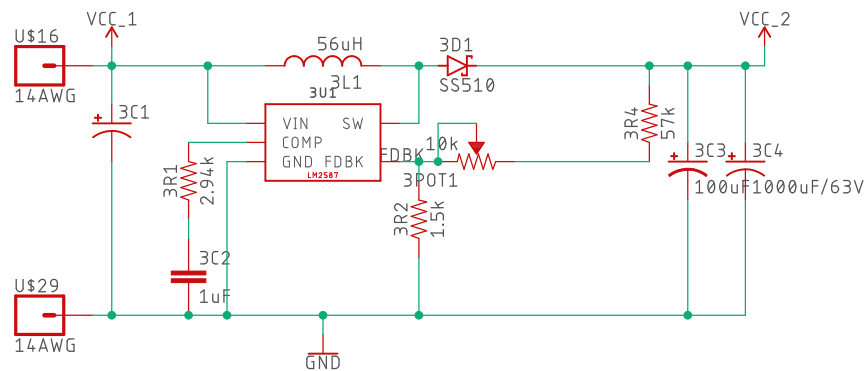 VCC_1
VCC_2
U$16
14AWG
56uH
3L1
3D1
SS510
3C1
3U1
VIN
SW
COMP
GND FDBK
LM2587
FDBK
10k
3POT1
3R4
57k
3R1
2.94k
3R2
1.5k
3C3
3C4
100uF
1000uF/63V
3C2
1uF
U$29
14AWG
GND